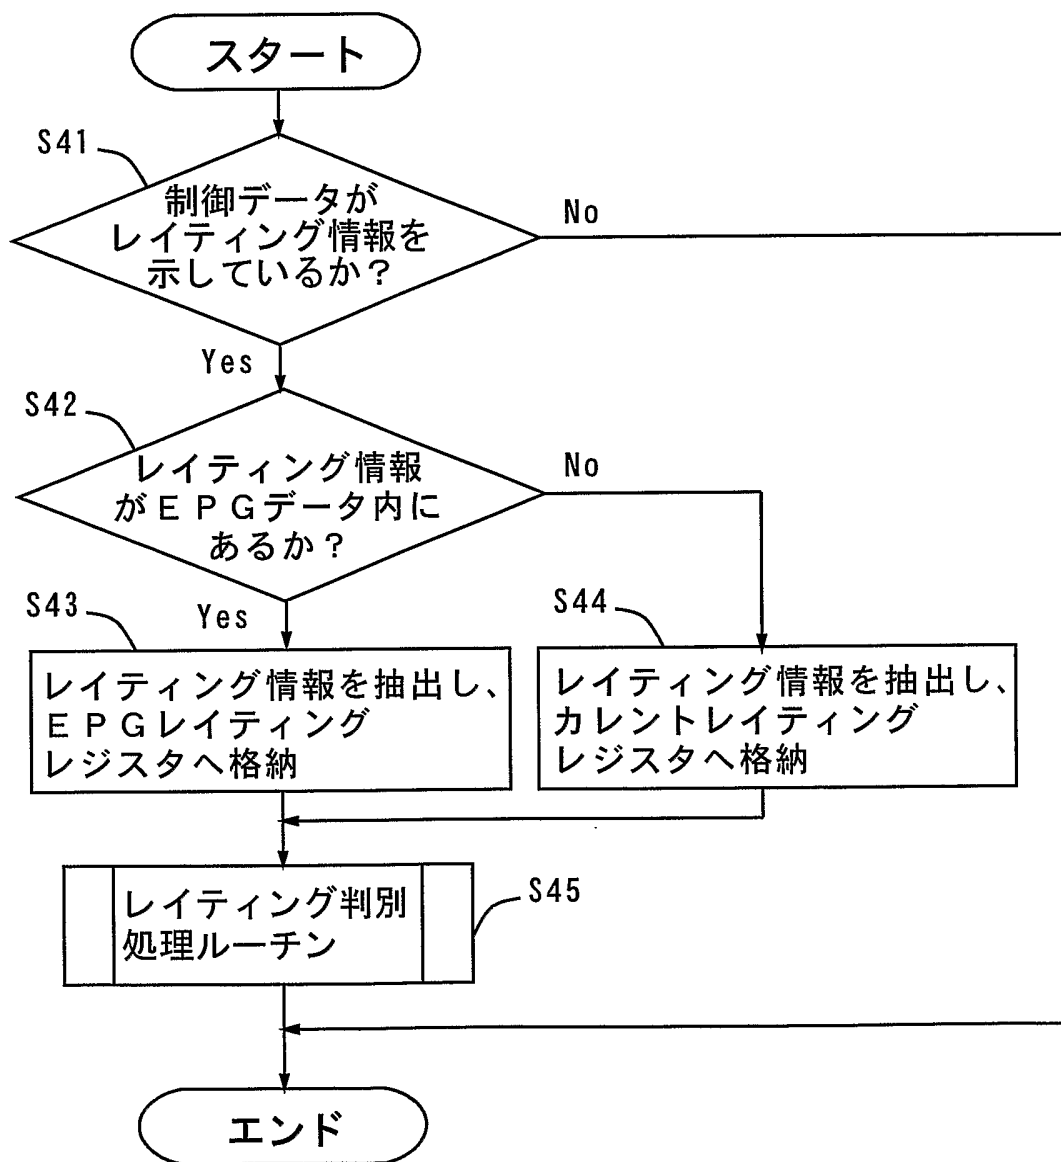 スタート
S41
制御データが
レイティング情報を
示しているか？
No
Yes
S42
レイティング情報
がＥＰＧデータ内に
あるか？
No
Yes
S43
レイティング情報を抽出し、
ＥＰＧレイティング
レジスタへ格納
S44
レイティング情報を抽出し、
カレントレイティング
レジスタへ格納
レイティング判別
処理ルーチン
S45
エンド